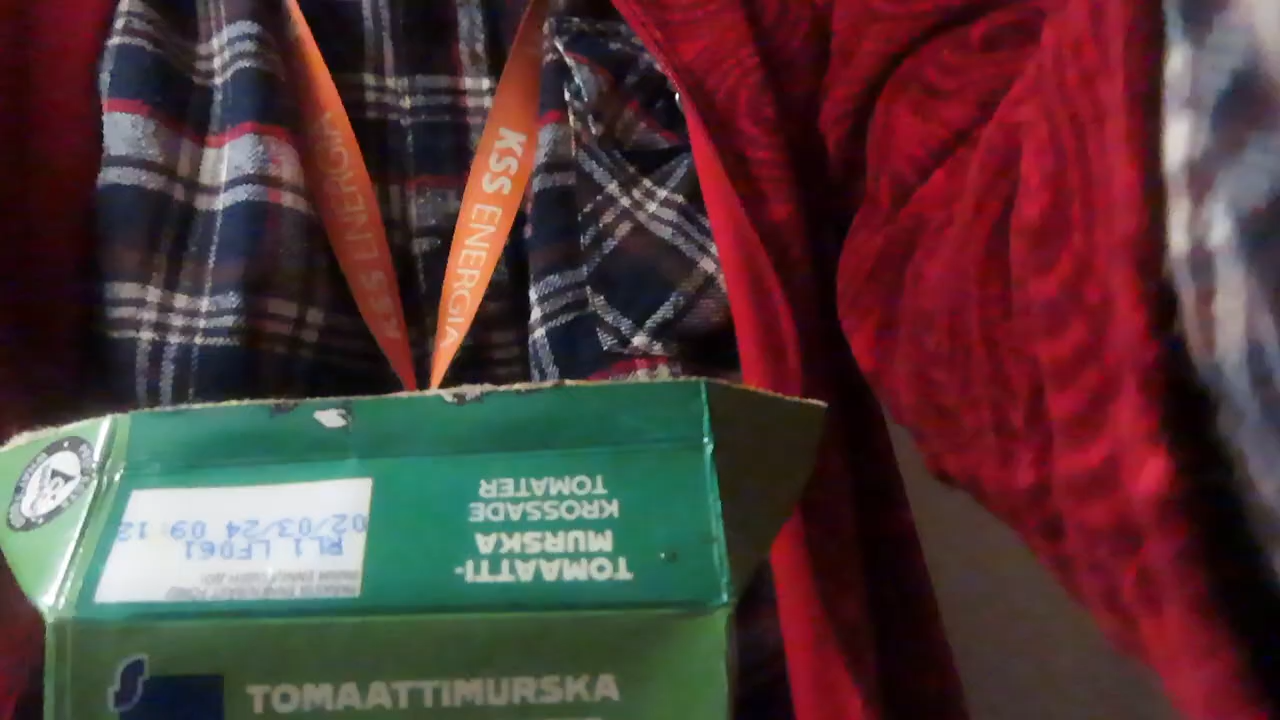 KSS ENERGIA
KSS ENERGIA
TOMAATTI-
MURSKA
KROSSADE
TOMATER
RL1 LF061
02/03/24 09 12
TOMAATTIMURSKA